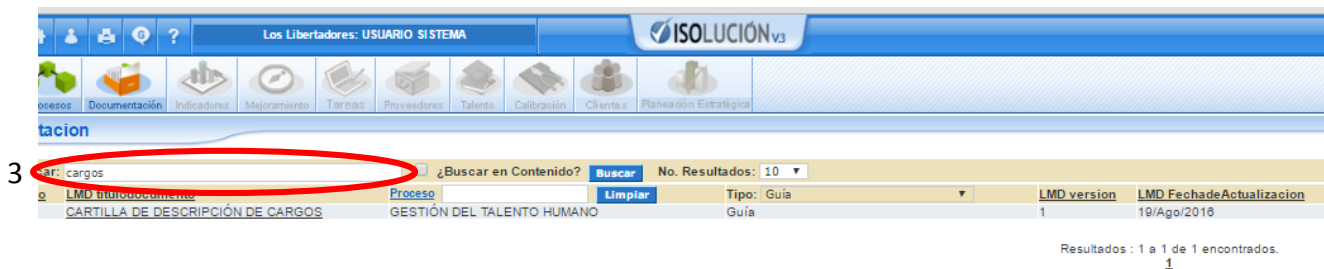 ? Los Libertadores: USUARIO SISTEMA ISOLUCIÓN V.3
ocesos Documentación Indicadores Mejoramiento Tareas Proveedores Talento Calibración Clientes Planeación Estratégica
tacion
3 car: cargos ¿Buscar en Contenido? Buscar No. Resultados: 10
o LMD titulodocumento Proceso Limpiar Tipo: Guía LMD version LMD FechadeActualizacion
CARTILLA DE DESCRIPCIÓN DE CARGOS GESTIÓN DEL TALENTO HUMANO Guía 1 19/Ago/2016
Resultados : 1 a 1 de 1 encontrados.
1